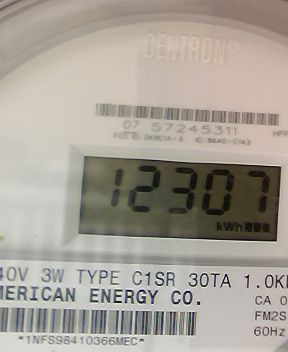 CENTRON®
07 57245311
12307
kWh
40V 3W TYPE C1SR 30TA 1.0K
MERICAN ENERGY CO.
CA 0
FM2S
60Hz
*1NFS98410366MEC*